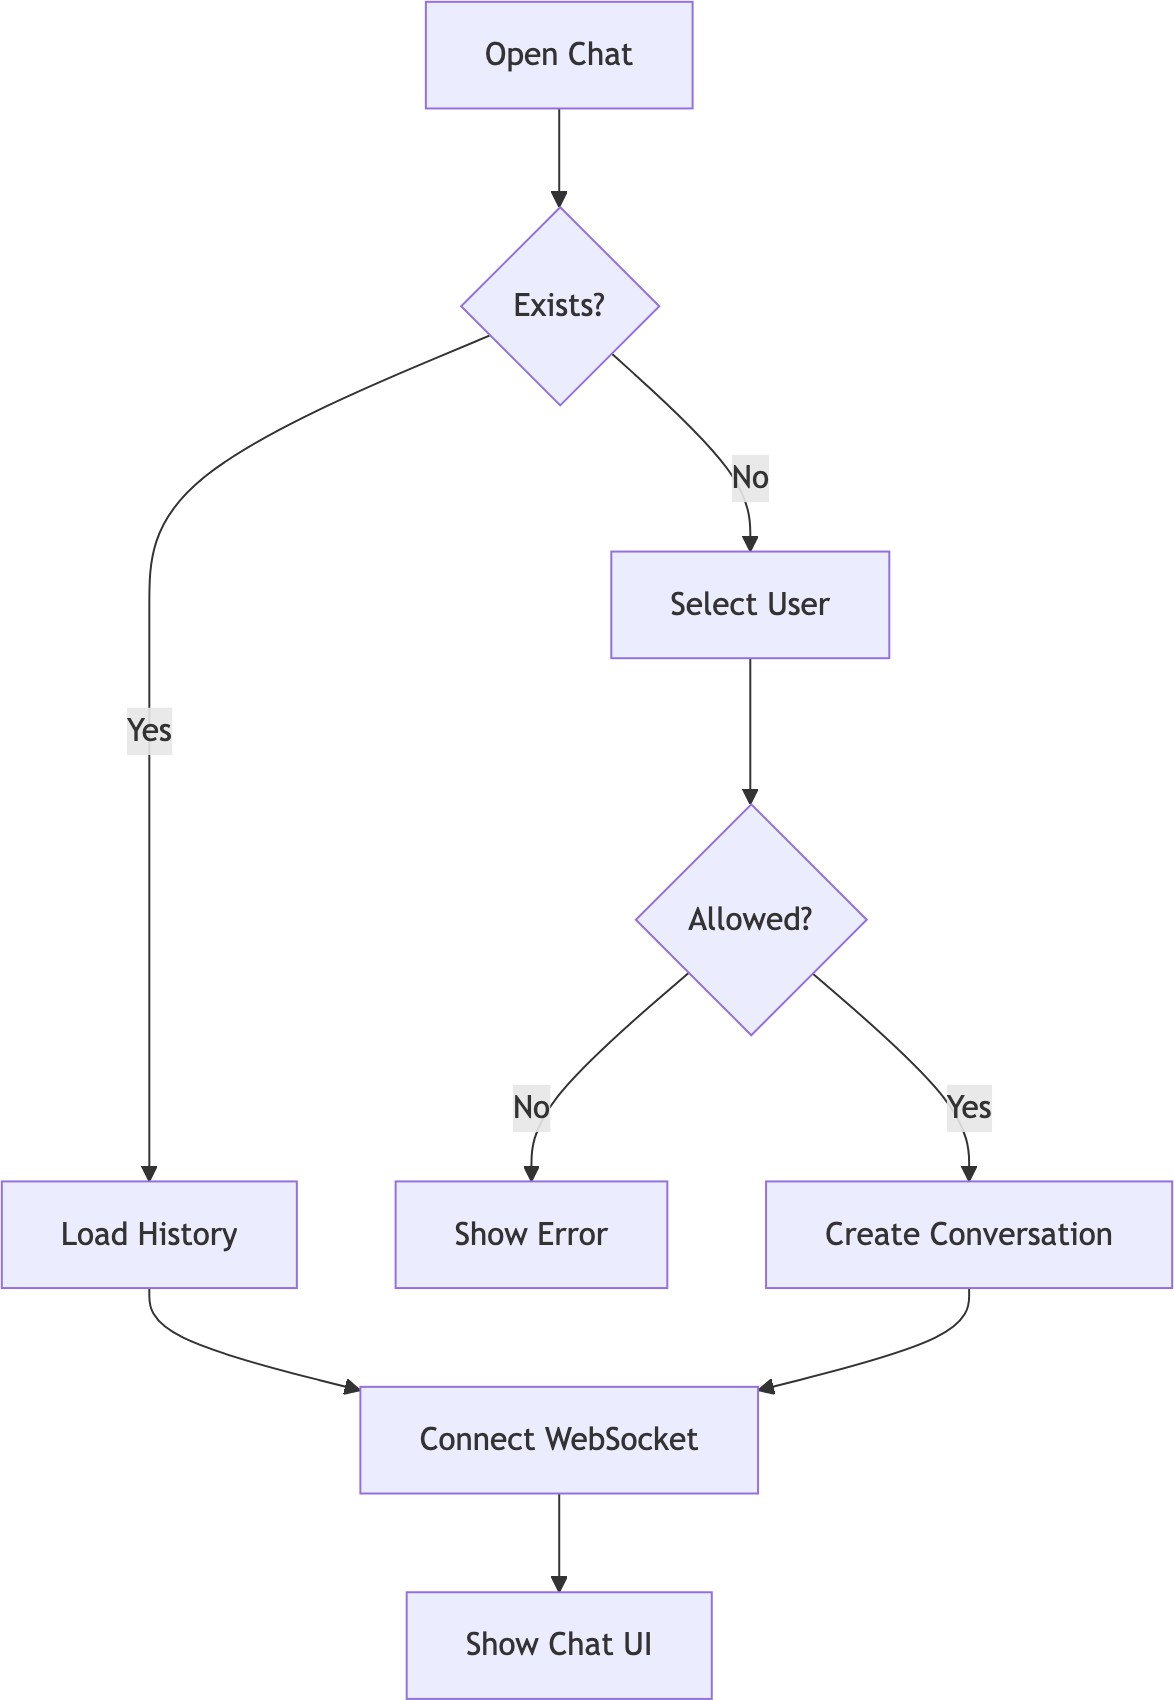 Open Chat
Exists?
No
Select User
Yes
Allowed?
No
Yes
Load History
Show Error
Create Conversation
Connect WebSocket
Show Chat UI